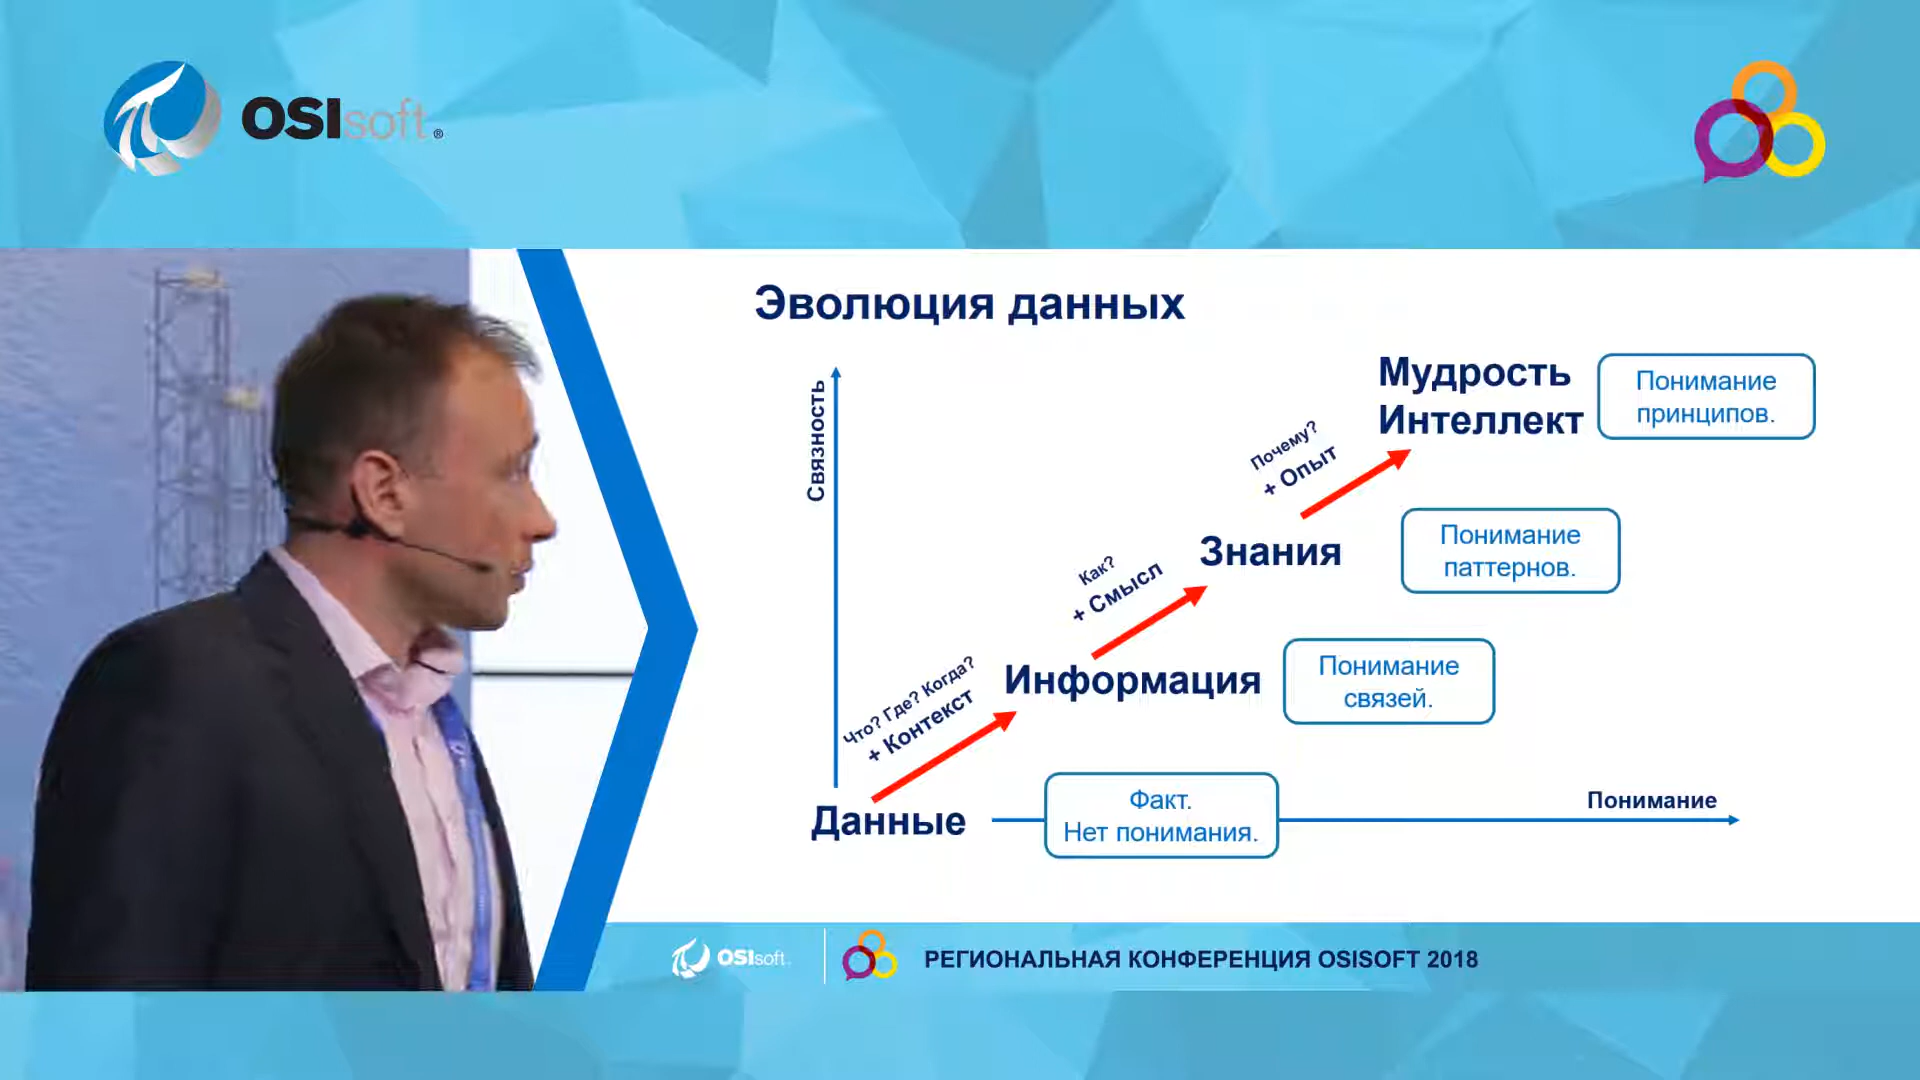 OSIsoft®
Эволюция данных
Связность
Мудрость
Интеллект
Понимание
принципов.
Почему?
+ Опыт
Знания
Понимание
паттернов.
Как?
+ Смысл
Информация
Понимание
связей.
Что? Где? Когда?
+ Контекст
Данные
Факт.
Нет понимания.
Понимание
OSIsoft.
РЕГИОНАЛЬНАЯ КОНФЕРЕНЦИЯ OSISOFT 2018